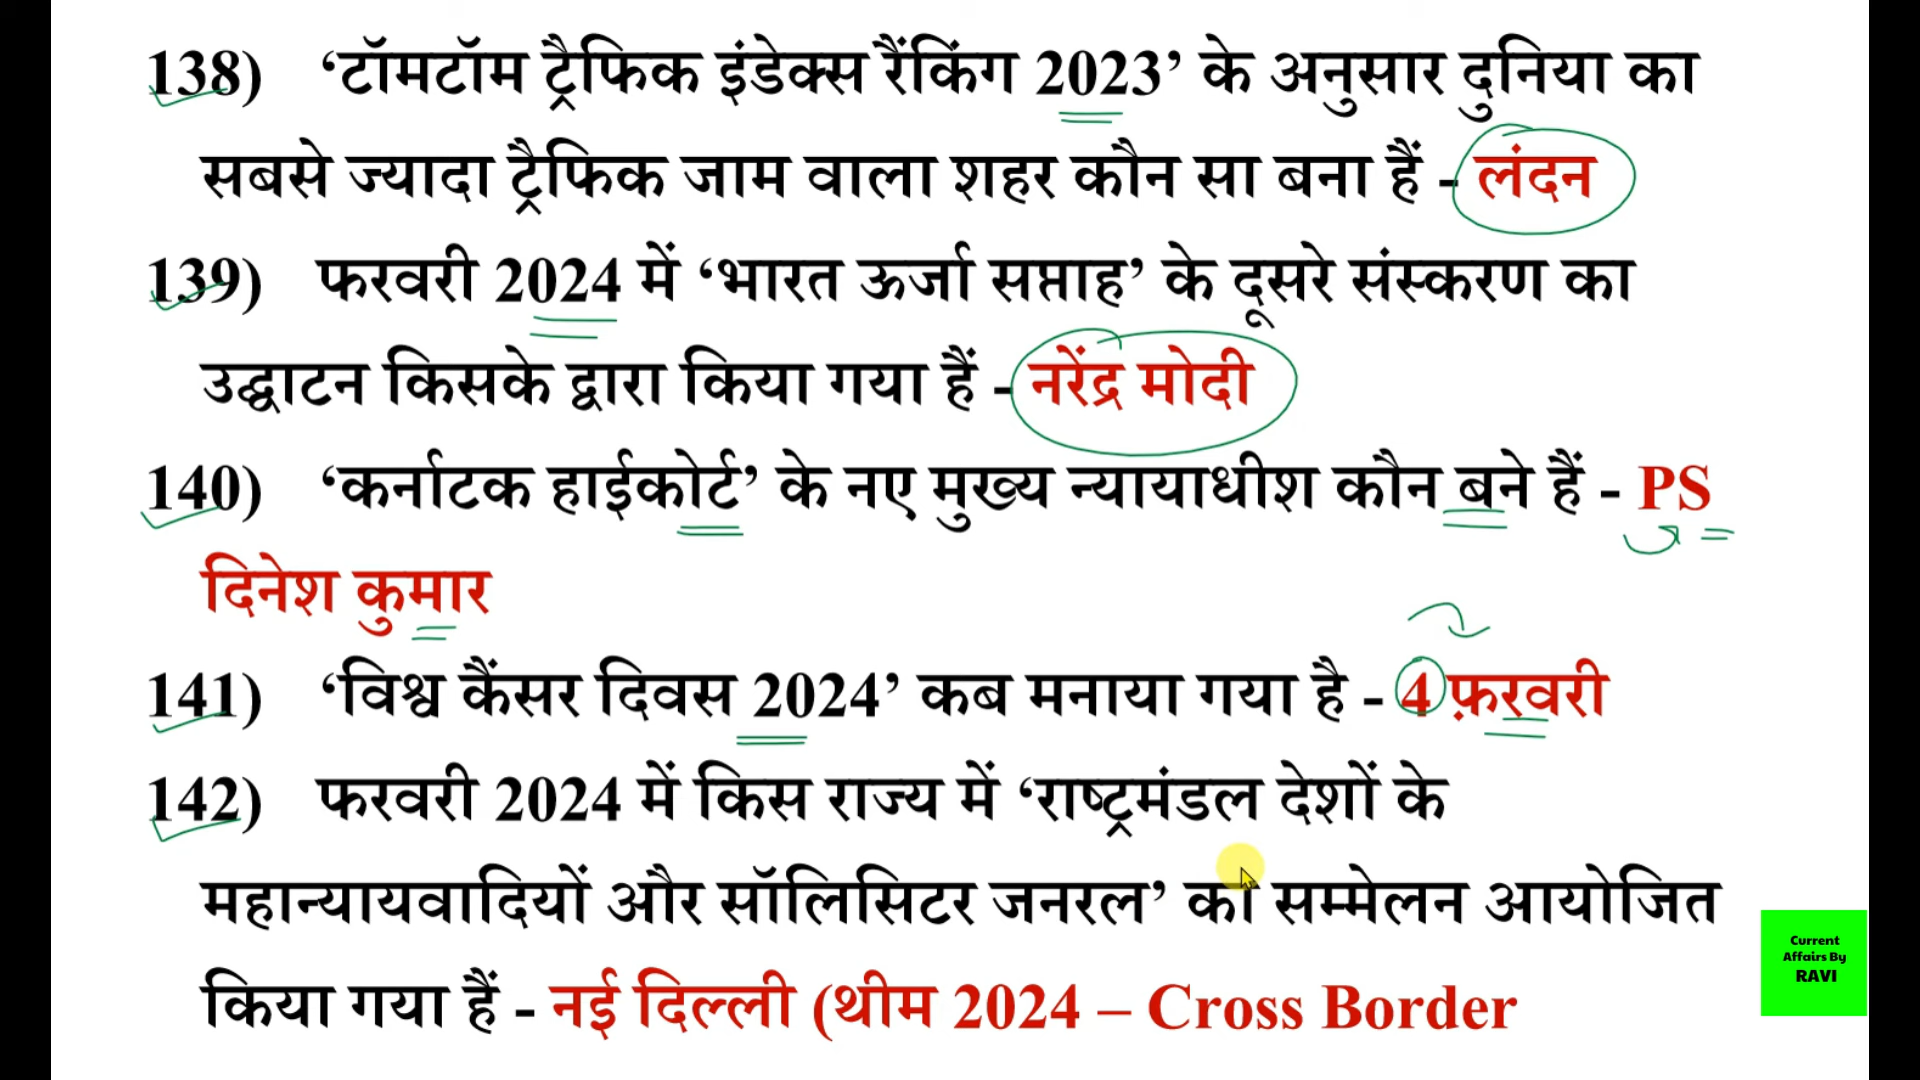 138) ‘टॉमटॉम ट्रैफिक इंडेक्स रैंकिंग 2023’ के अनुसार दुनिया का
सबसे ज्यादा ट्रैफिक जाम वाला शहर कौन सा बना हैं - लंदन
139) फरवरी 2024 में ‘भारत ऊर्जा सप्ताह’ के दूसरे संस्करण का
उद्घाटन किसके द्वारा किया गया हैं - नरेंद्र मोदी
140) ‘कर्नाटक हाईकोर्ट’ के नए मुख्य न्यायाधीश कौन बने हैं - PS
दिनेश कुमार
141) ‘विश्व कैंसर दिवस 2024’ कब मनाया गया है - 4 फ़रवरी
142) फरवरी 2024 में किस राज्य में ‘राष्ट्रमंडल देशों के
महान्यायवादियों और सॉलिसिटर जनरल’ का सम्मेलन आयोजित
किया गया हैं - नई दिल्ली (थीम 2024 – Cross Border
Current
Affairs By
RAVI